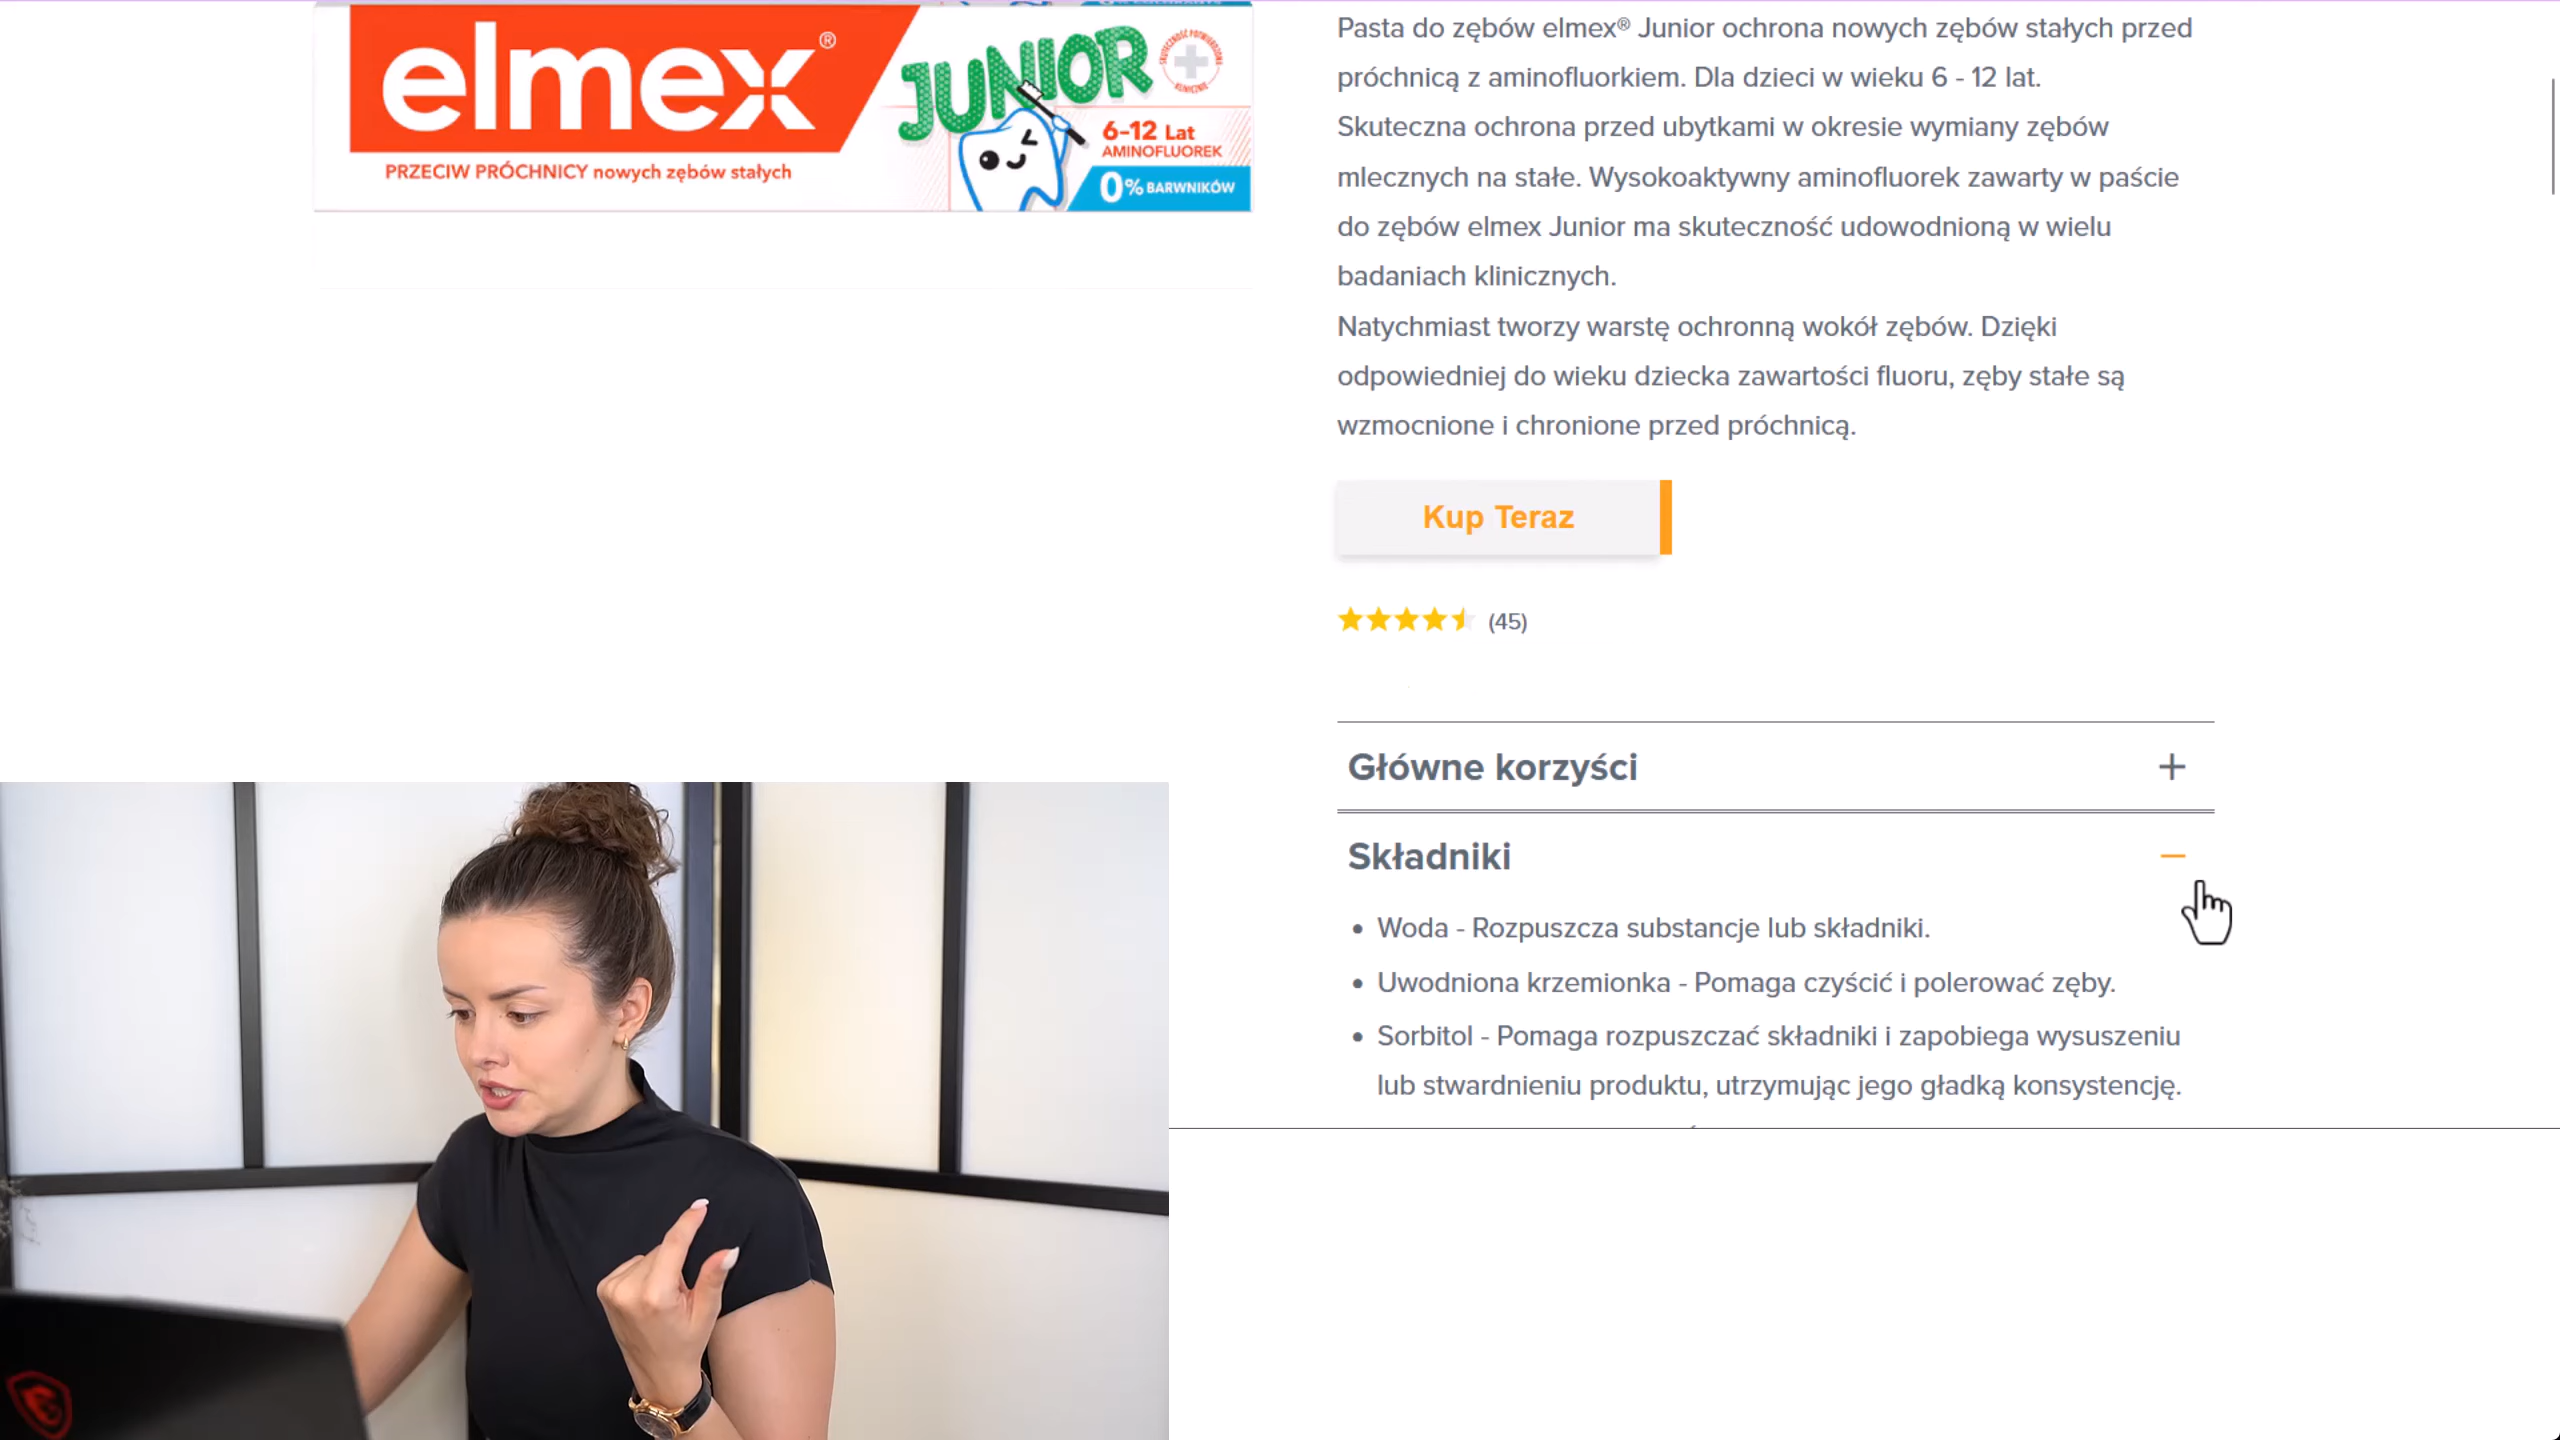 elmex®
JUNIOR
SKUTECZNOŚĆ POTWIERDZONA KLINICZNIE
6-12 Lat
AMINOFLUOREK
PRZECIW PRÓCHNICY nowych zębów stałych
0% BARWNIKÓW
Pasta do zębów elmex® Junior ochrona nowych zębów stałych przed
próchnicą z aminofluorkiem. Dla dzieci w wieku 6 - 12 lat.
Skuteczna ochrona przed ubytkami w okresie wymiany zębów
mlecznych na stałe. Wysokoaktywny aminofluorek zawarty w paście
do zębów elmex Junior ma skuteczność udowodnioną w wielu
badaniach klinicznych.
Natychmiast tworzy warstę ochronną wokół zębów. Dzięki
odpowiedniej do wieku dziecka zawartości fluoru, zęby stałe są
wzmocnione i chronione przed próchnicą.
Kup Teraz
(45)
Główne korzyści
Składniki
• Woda - Rozpuszcza substancje lub składniki.
• Uwodniona krzemionka - Pomaga czyścić i polerować zęby.
• Sorbitol - Pomaga rozpuszczać składniki i zapobiega wysuszeniu
lub stwardnieniu produktu, utrzymując jego gładką konsystencję.